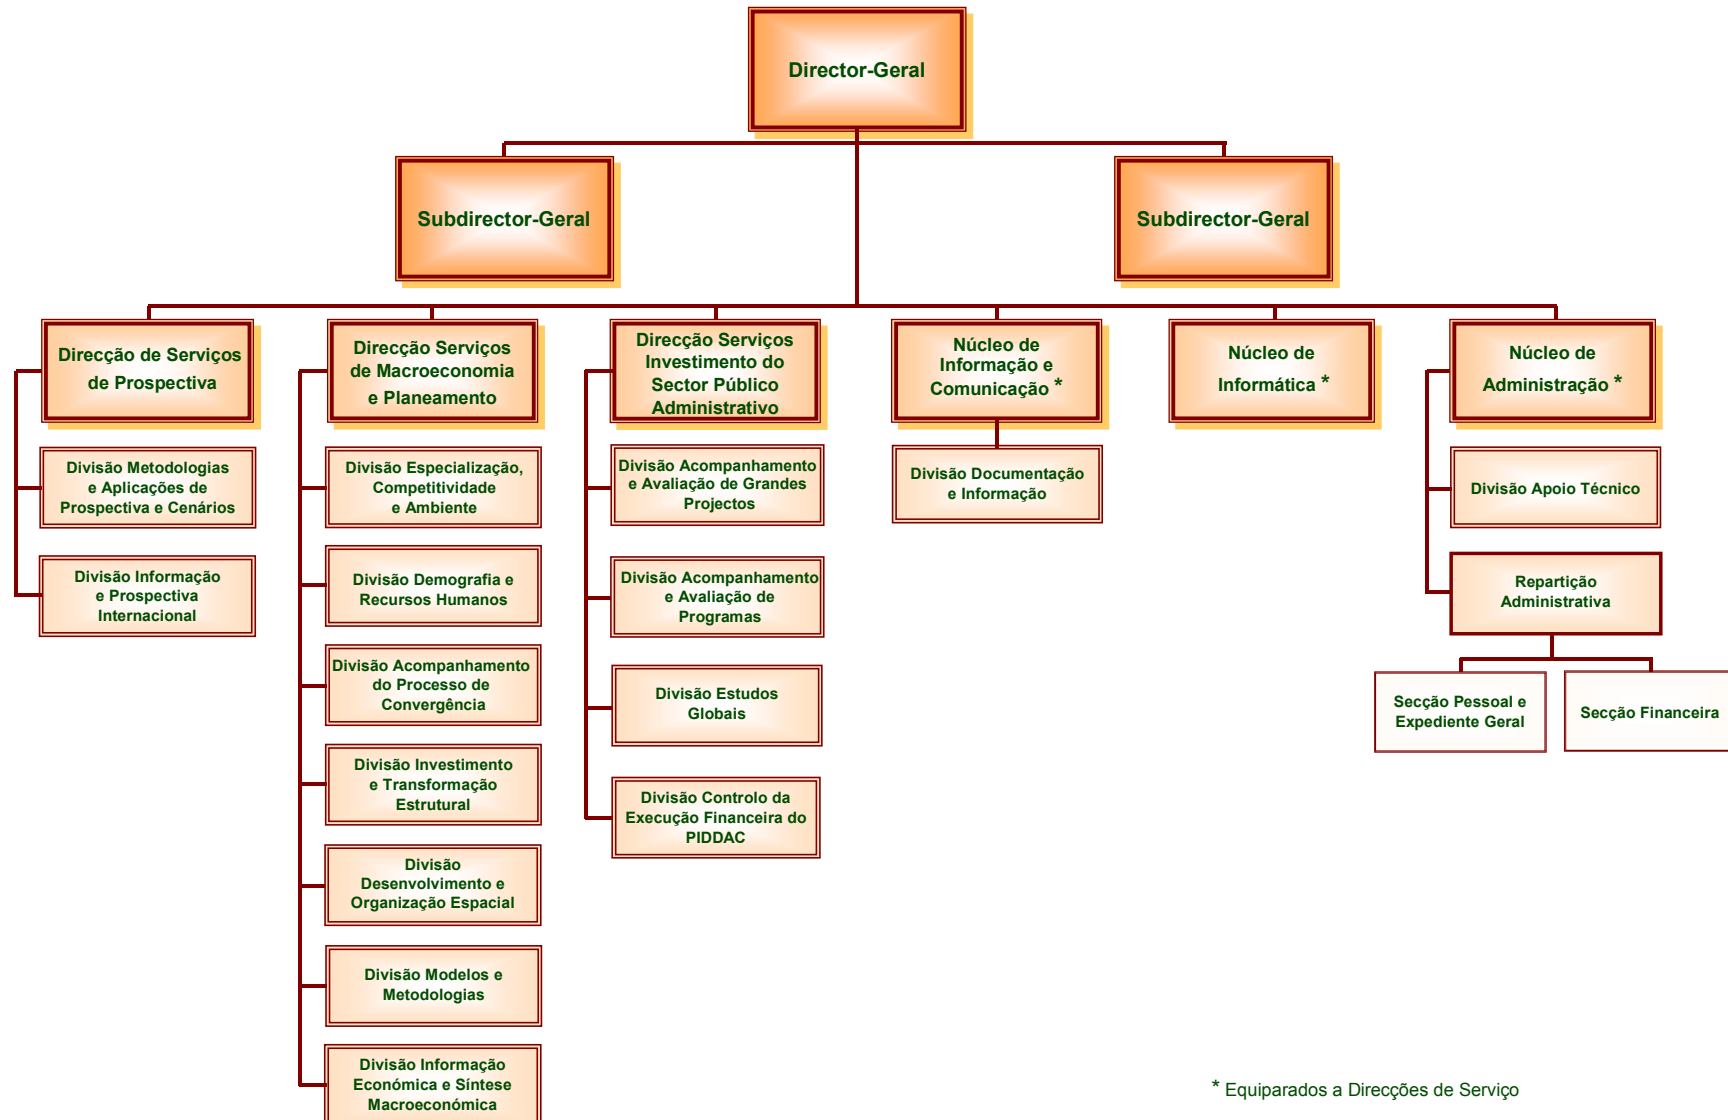 Director-Geral
Subdirector-Geral
Subdirector-Geral
Direcção de Serviços
de Prospectiva
Direcção Serviços
de Macroeconomia
e Planeamento
Direcção Serviços
Investimento do
Sector Público
Administrativo
Núcleo de
Informação e
Comunicação *
Núcleo de
Informática *
Núcleo de
Administração *
Divisão Metodologias
e Aplicações de
Prospectiva e Cenários
Divisão Informação
e Prospectiva
Internacional
Divisão Especialização,
Competitividade
e Ambiente
Divisão Demografia e
Recursos Humanos
Divisão Acompanhamento
do Processo de
Convergência
Divisão Investimento
e Transformação
Estrutural
Divisão
Desenvolvimento e
Organização Espacial
Divisão Modelos e
Metodologias
Divisão Informação
Económica e Síntese
Macroeconómica
Divisão Acompanhamento
e Avaliação de Grandes
Projectos
Divisão Acompanhamento
e Avaliação de
Programas
Divisão Estudos
Globais
Divisão Controlo da
Execução Financeira do
PIDDAC
Divisão Documentação
e Informação
Divisão Apoio Técnico
Repartição
Administrativa
Secção Pessoal e
Expediente Geral
Secção Financeira
* Equiparados a Direcções de Serviço